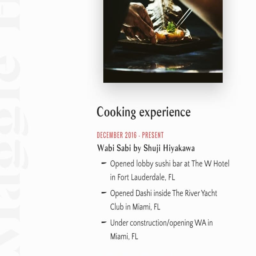 Maggie
Cooking experience
DECEMBER 2016 - PRESENT
Wabi Sabi by Shuji Hiyakawa
– Opened lobby sushi bar at The W Hotel
in Fort Lauderdale, FL
– Opened Dashi inside The River Yacht
Club in Miami, FL
– Under construction/opening WA in
Miami, FL